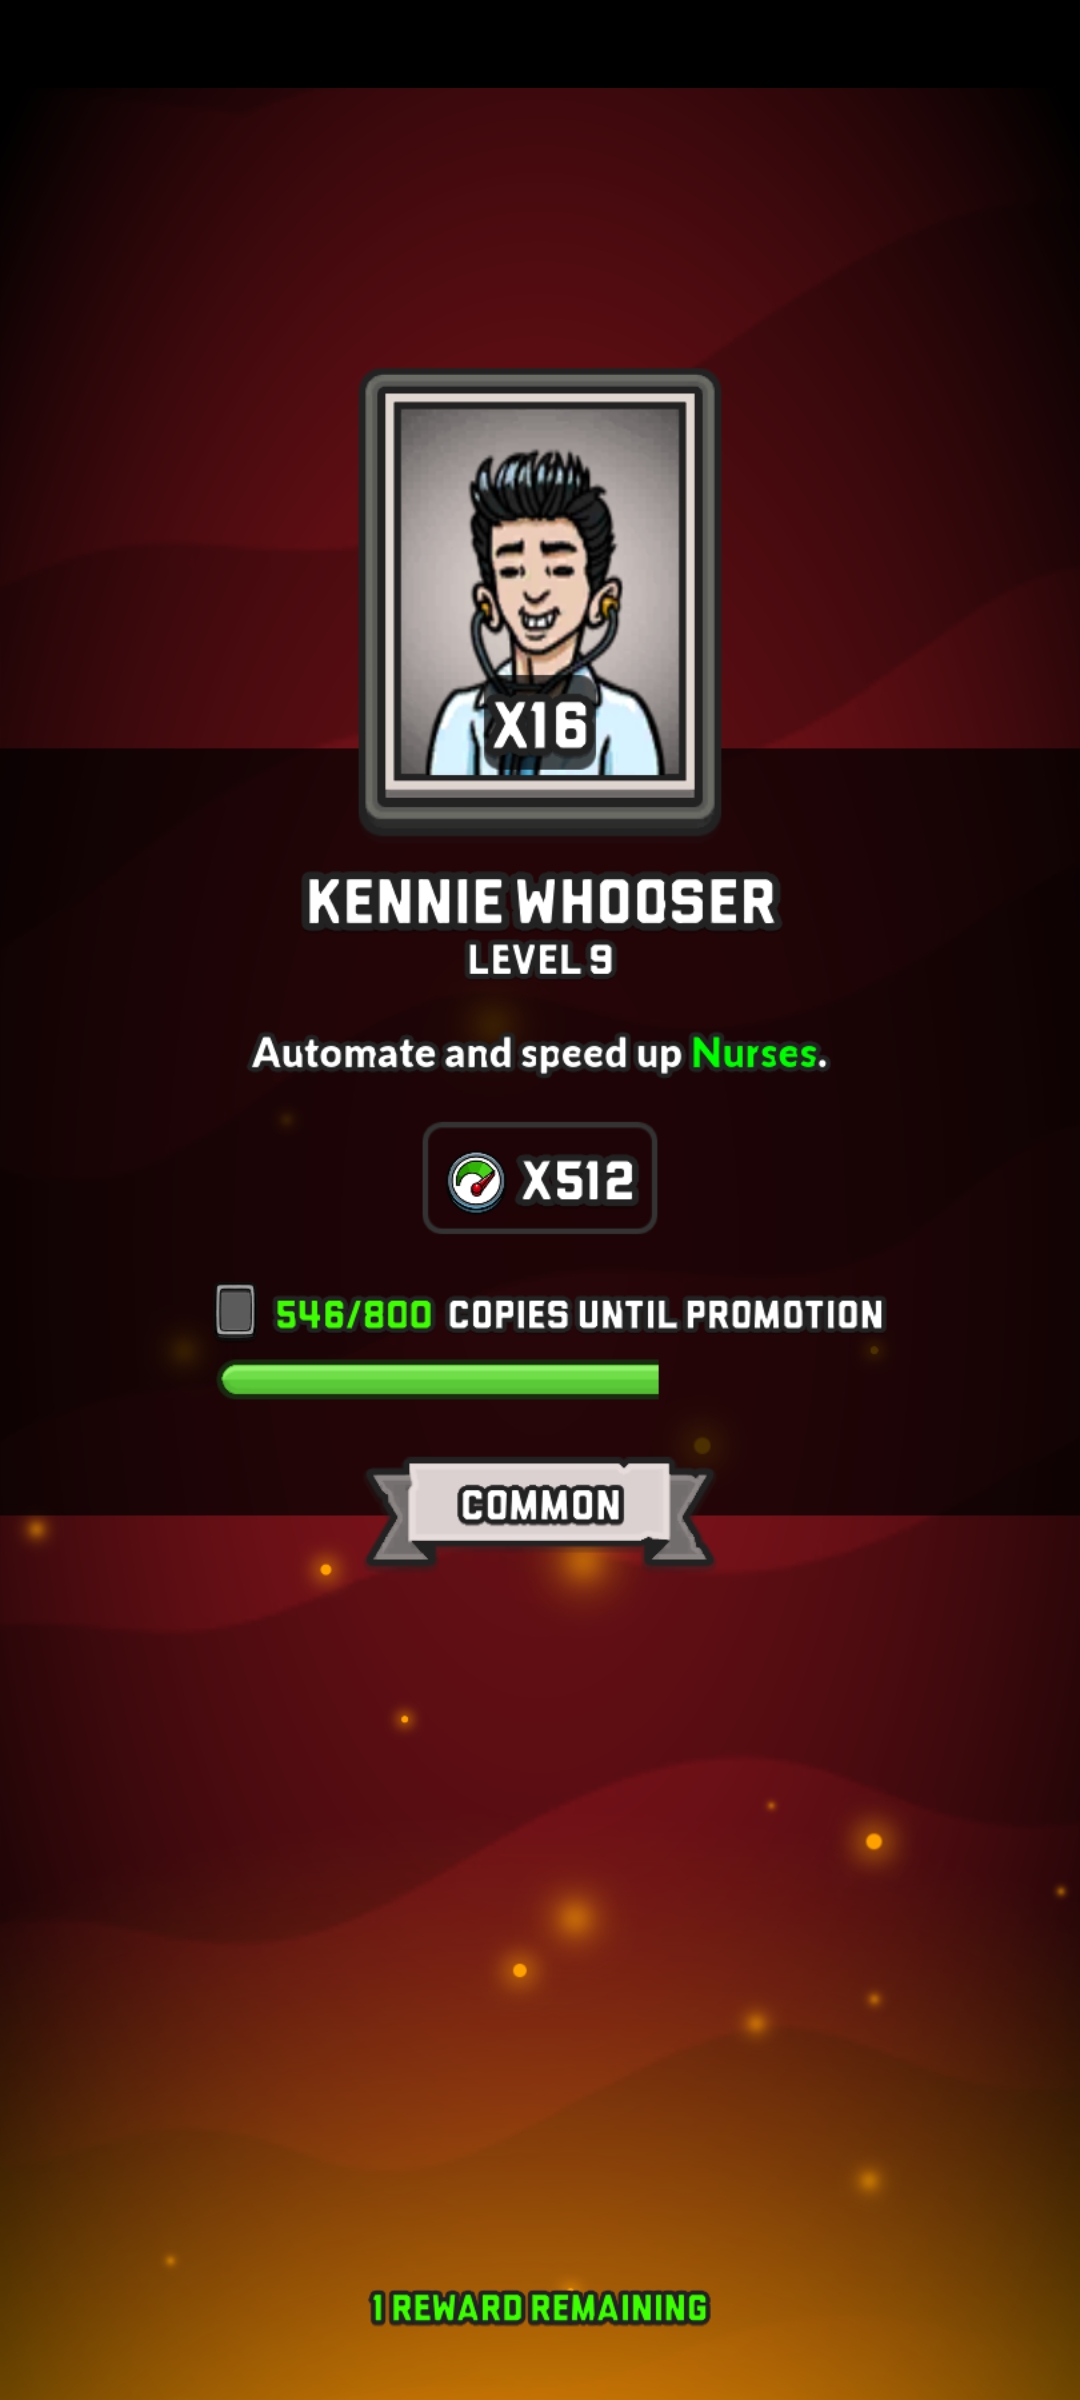 X16
KENNIE WHOOSER
LEVEL 9
Automate and speed up Nurses.
X512
546/800 COPIES UNTIL PROMOTION
COMMON
1 REWARD REMAINING